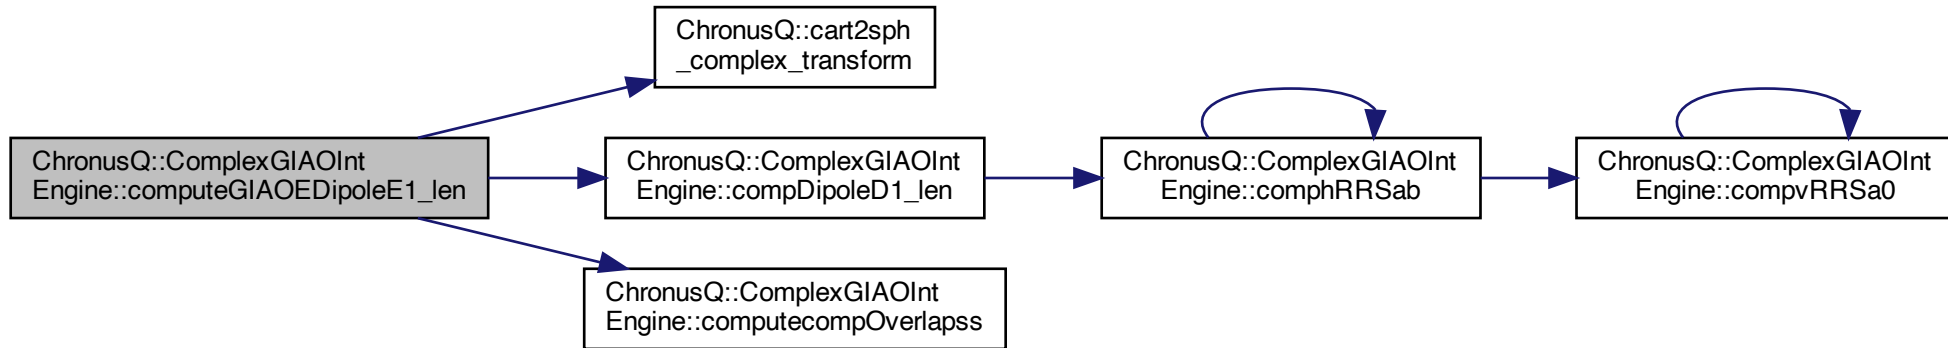 ChronusQ::cart2sph
_complex_transform
ChronusQ::ComplexGIAOInt
Engine::computeGIAOEDipoleE1_len
ChronusQ::ComplexGIAOInt
Engine::compDipoleD1_len
ChronusQ::ComplexGIAOInt
Engine::comphRRSab
ChronusQ::ComplexGIAOInt
Engine::compvRRSa0
ChronusQ::ComplexGIAOInt
Engine::computecompOverlapss